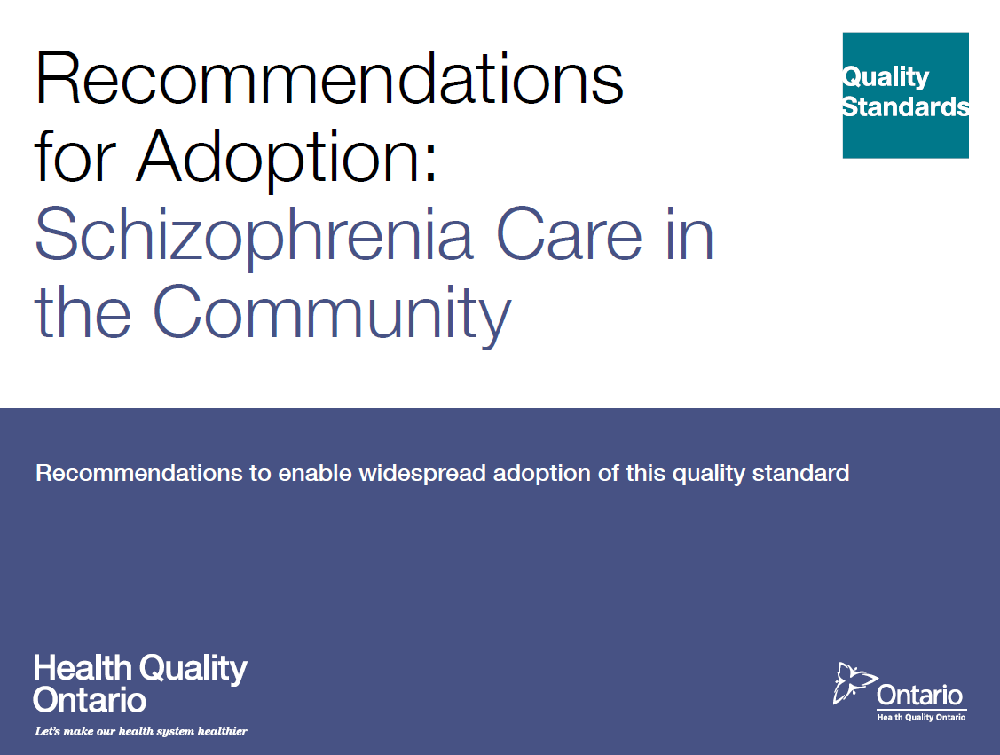 Recommendations
for Adoption:
Schizophrenia Care in
the Community
Quality
Standards
Recommendations to enable widespread adoption of this quality standard
Health Quality
Ontario
Let's make our health system healthier
Ontario
Health Quality Ontario